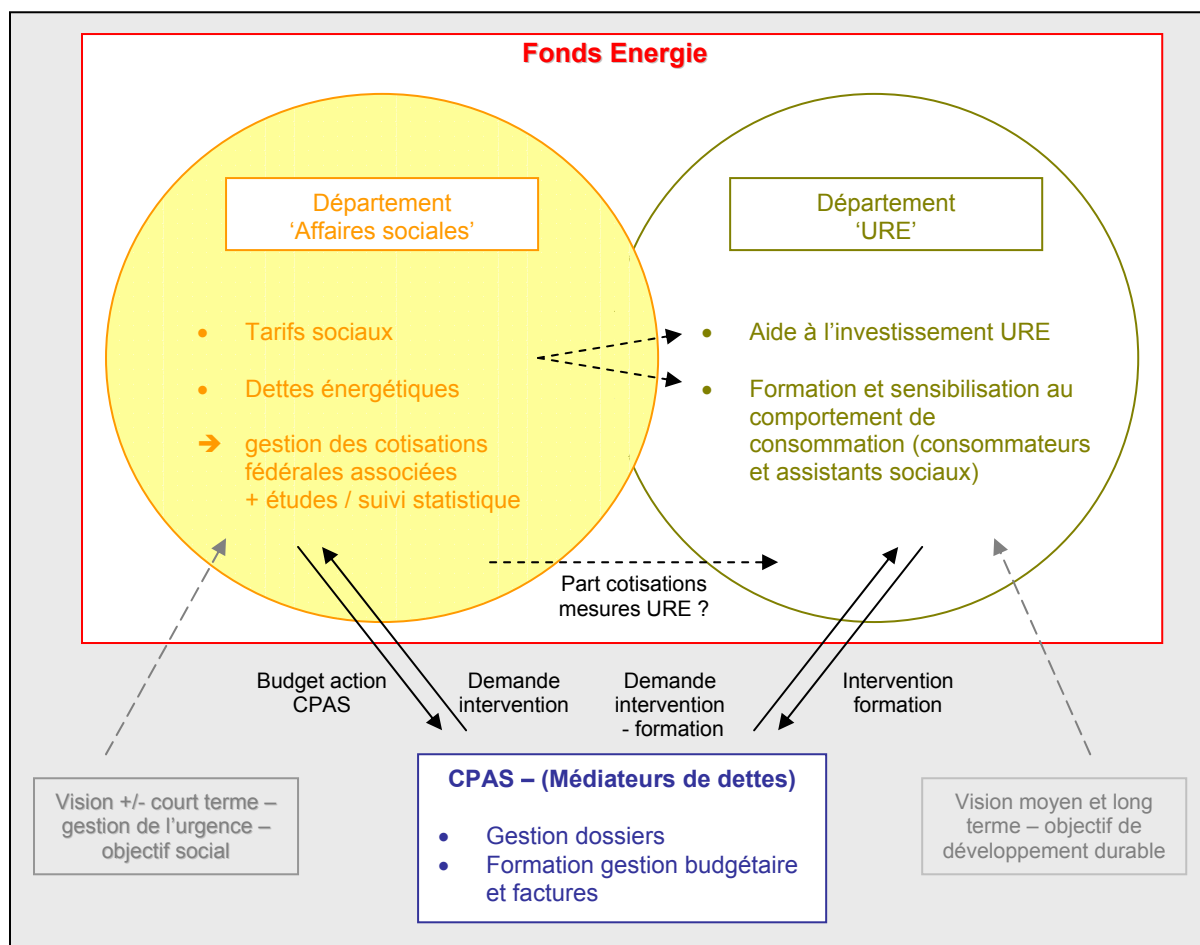 Fonds Energie
Département
‘Affaires sociales’
• Tarifs sociaux
• Dettes énergétiques
➔ gestion des cotisations
fédérales associées
+ études / suivi statistique
Département
‘URE’
• Aide à l’investissement URE
• Formation et sensibilisation au
comportement de
consommation (consommateurs
et assistants sociaux)
Part cotisations
mesures URE ?
Budget action
CPAS
Demande
intervention
Demande
intervention
- formation
Intervention
formation
Vision +/- court terme –
gestion de l’urgence –
objectif social
CPAS – (Médiateurs de dettes)
• Gestion dossiers
• Formation gestion budgétaire
et factures
Vision moyen et long
terme – objectif de
développement durable